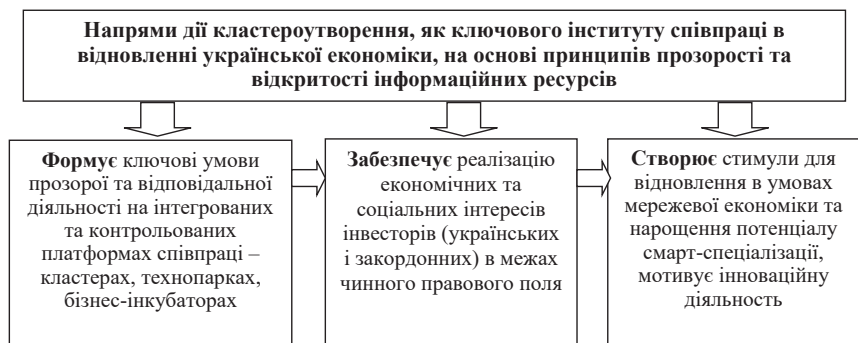 Напрями дії кластероутворення, як ключового інституту співпраці в
відновленні української економіки, на основі принципів прозорості та
відкритості інформаційних ресурсів
Формує ключові умови
прозорої та відповідальної
діяльності на інтегрованих
та контрольованих
платформах співпраці –
кластерах, технопарках,
бізнес-інкубаторах
Забезпечує реалізацію
економічних та
соціальних інтересів
інвесторів (українських
і закордонних) в межах
чинного правового поля
Створює стимули для
відновлення в умовах
мережевої економіки та
нарощення потенціалу
смарт-спеціалізації,
мотивує інноваційну
діяльность